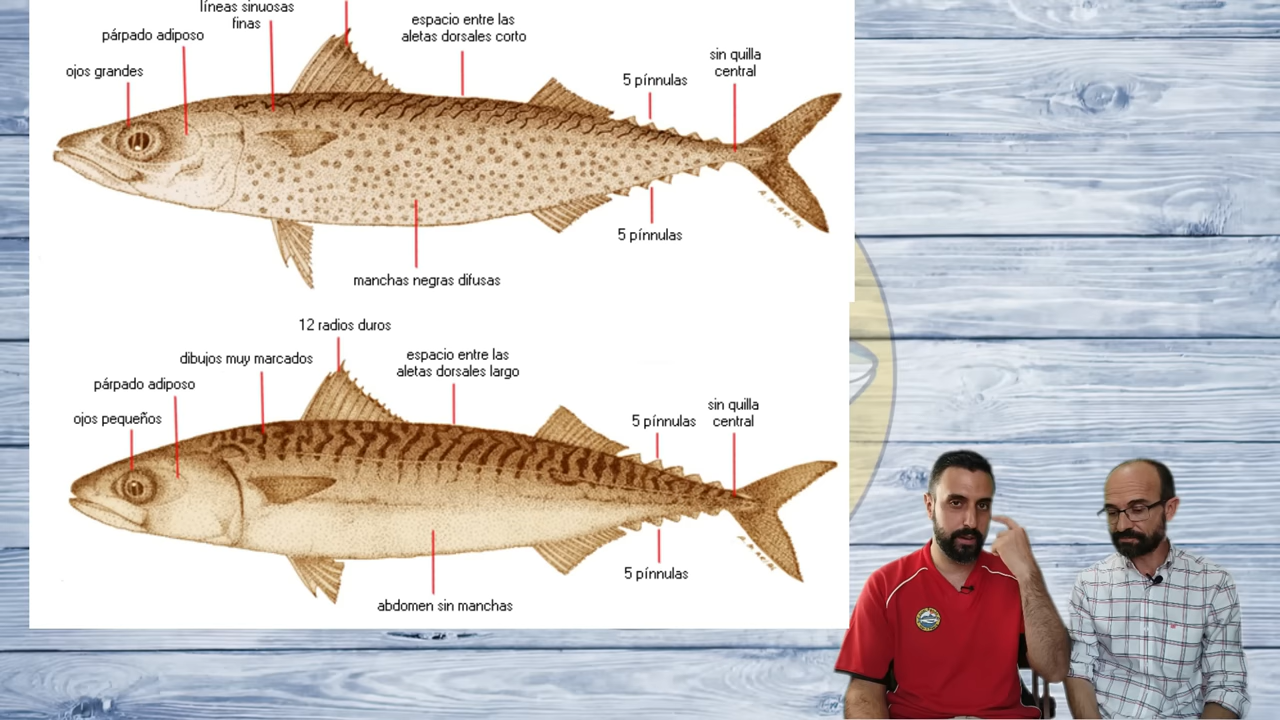 líneas sinuosas
finas
párpado adiposo
ojos grandes
espacio entre las
aletas dorsales corto
5 pínnulas
sin quilla
central
5 pínnulas
manchas negras difusas
12 radios duros
dibujos muy marcados
espacio entre las
aletas dorsales largo
párpado adiposo
ojos pequeños
5 pínnulas
sin quilla
central
5 pínnulas
abdomen sin manchas